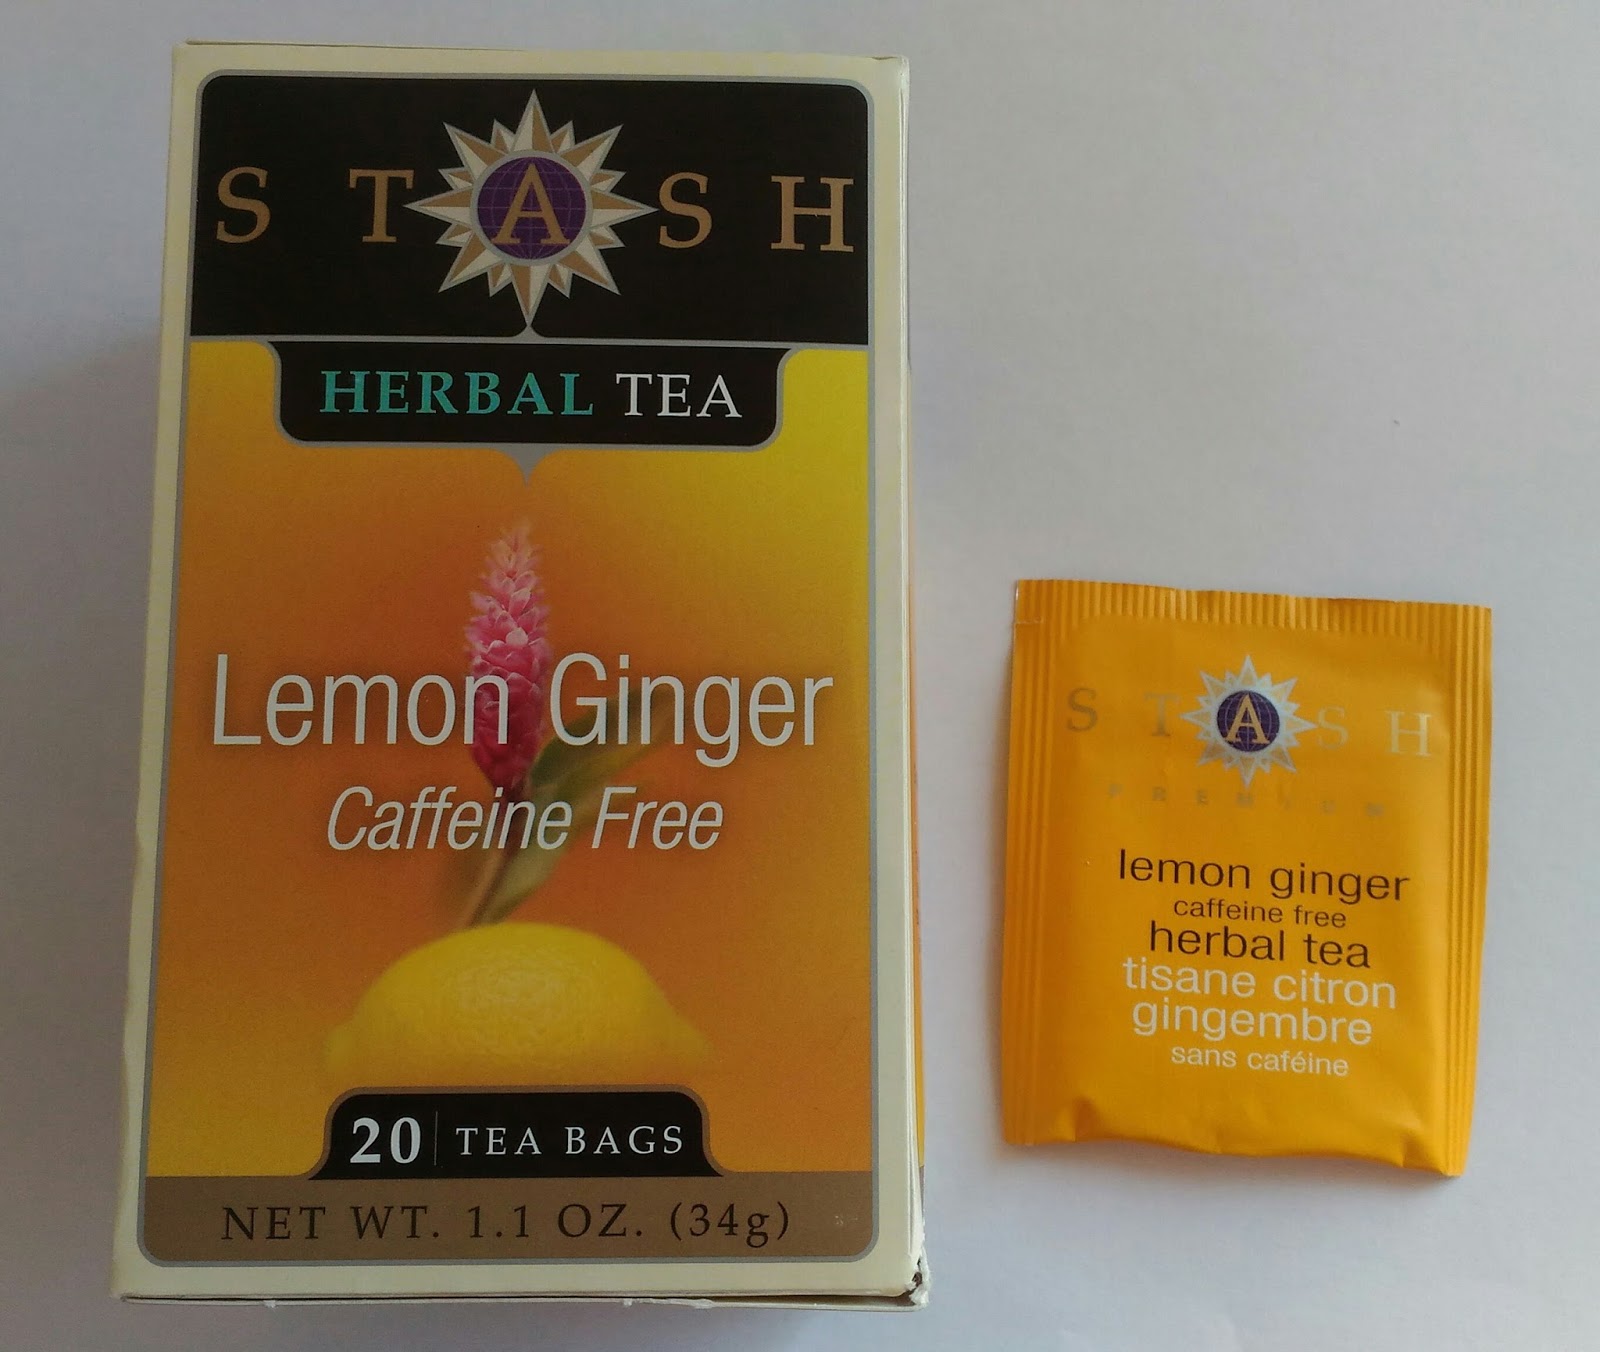 STASH
HERBAL TEA
Lemon Ginger
Caffeine Free
20 TEA BAGS
NET WT. 1.1 OZ. (34g)
STASH
PREMIUM
lemon ginger
caffeine free
herbal tea
tisane citron
gingembre
sans caféine